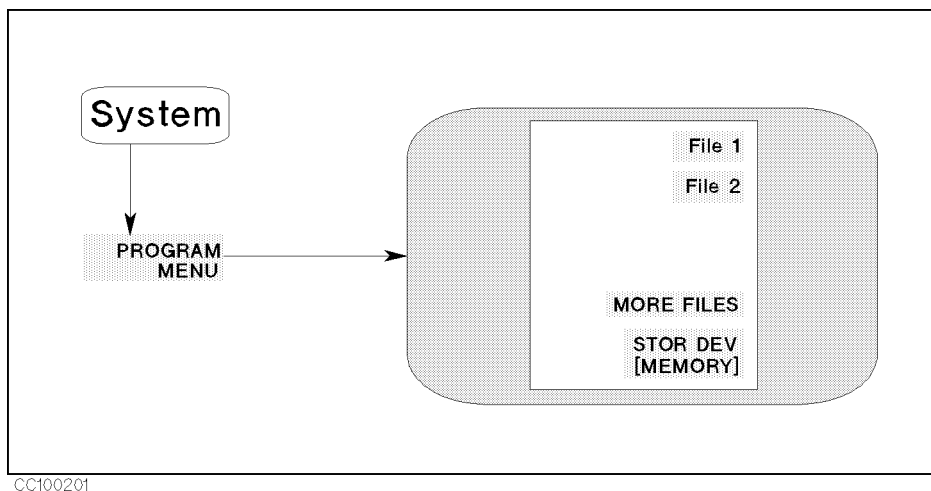 System
PROGRAM
MENU
File 1
File 2
MORE FILES
STOR DEV
[MEMORY]
CC100201